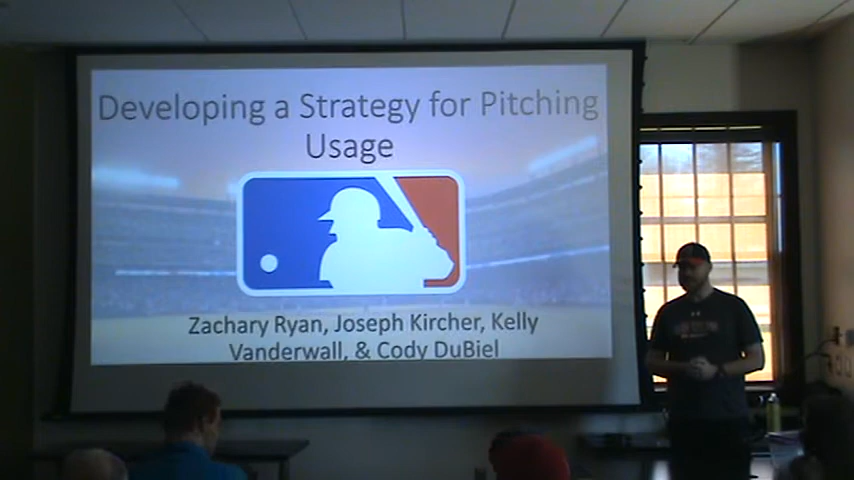 Developing a Strategy for Pitching
Usage
Zachary Ryan, Joseph Kircher, Kelly
Vanderwall, & Cody DuBiel